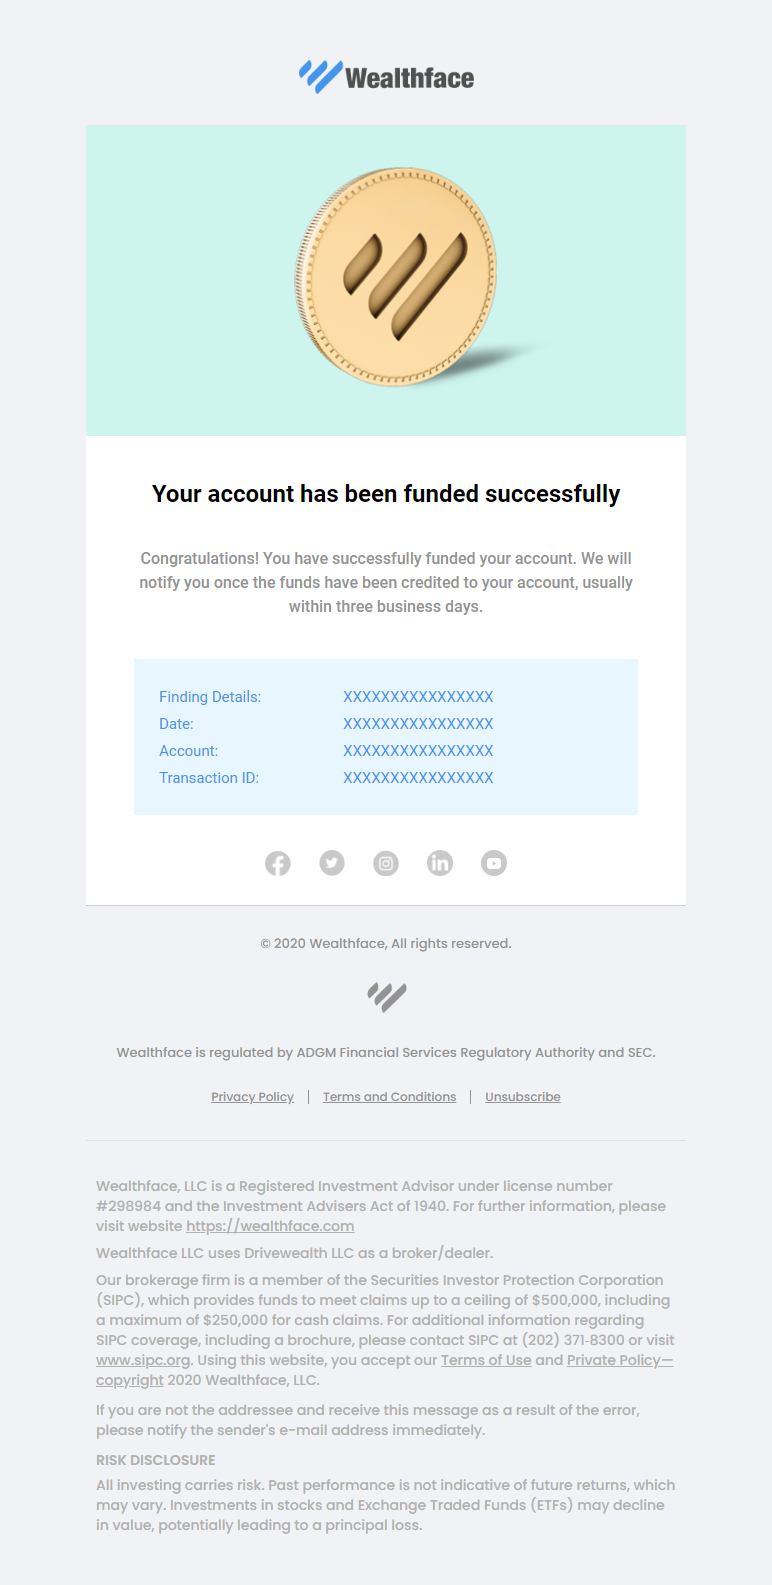 Wealthface
Your account has been funded successfully
Congratulations! You have successfully funded your account. We will
notify you once the funds have been credited to your account, usually
within three business days.
Finding Details: XXXXXXXXXXXXXXXX
Date: XXXXXXXXXXXXXXXX
Account: XXXXXXXXXXXXXXXX
Transaction ID: XXXXXXXXXXXXXXXX
© 2020 Wealthface, All rights reserved.
Wealthface is regulated by ADGM Financial Services Regulatory Authority and SEC.
Privacy Policy | Terms and Conditions | Unsubscribe
Wealthface, LLC is a Registered Investment Advisor under license number
#298984 and the Investment Advisers Act of 1940. For further information, please
visit website https://wealthface.com
Wealthface LLC uses Drivewealth LLC as a broker/dealer.
Our brokerage firm is a member of the Securities Investor Protection Corporation
(SIPC), which provides funds to meet claims up to a ceiling of $500,000, including
a maximum of $250,000 for cash claims. For additional information regarding
SIPC coverage, including a brochure, please contact SIPC at (202) 371-8300 or visit
www.sipc.org. Using this website, you accept our Terms of Use and Private Policy—
copyright 2020 Wealthface, LLC.
If you are not the addressee and receive this message as a result of the error,
please notify the sender's e-mail address immediately.
RISK DISCLOSURE
All investing carries risk. Past performance is not indicative of future returns, which
may vary. Investments in stocks and Exchange Traded Funds (ETFs) may decline
in value, potentially leading to a principal loss.